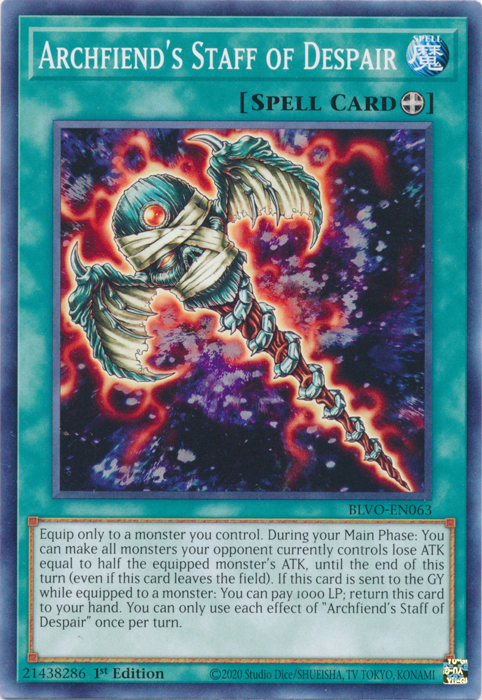 ARCHFIEND'S STAFF OF DESPAIR
SPELL
魔
[SPELL CARD]
BLVO-EN063
Equip only to a monster you control. During your Main Phase: You
can make all monsters your opponent currently controls lose ATK
equal to half the equipped monster's ATK, until the end of this
turn (even if this card leaves the field). If this card is sent to the GY
while equipped to a monster: You can pay 1000 LP; return this card
to your hand. You can only use each effect of "Archfiend's Staff of
Despair" once per turn.
21438286 1st Edition ©2020 Studio Dice/SHUEISHA, TV TOKYO, KONAMI